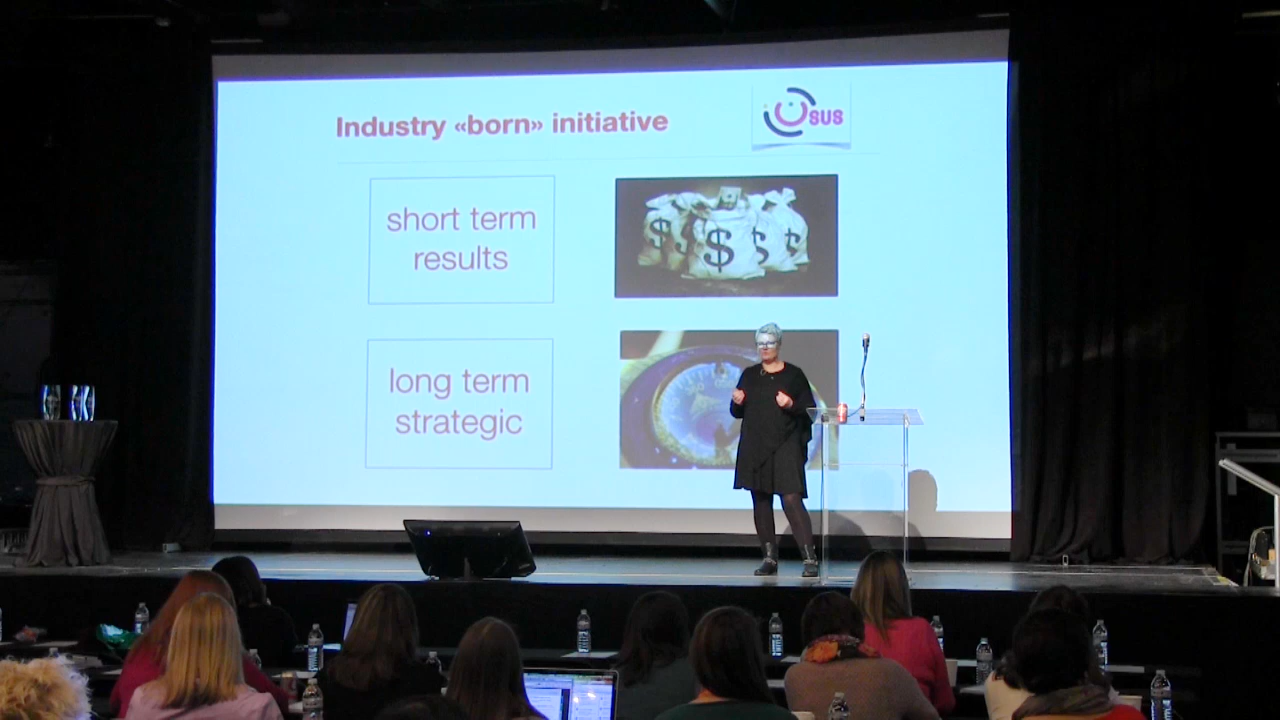 Industry «born» initiative
sus
short term
results
$ $ $ $
long term
strategic